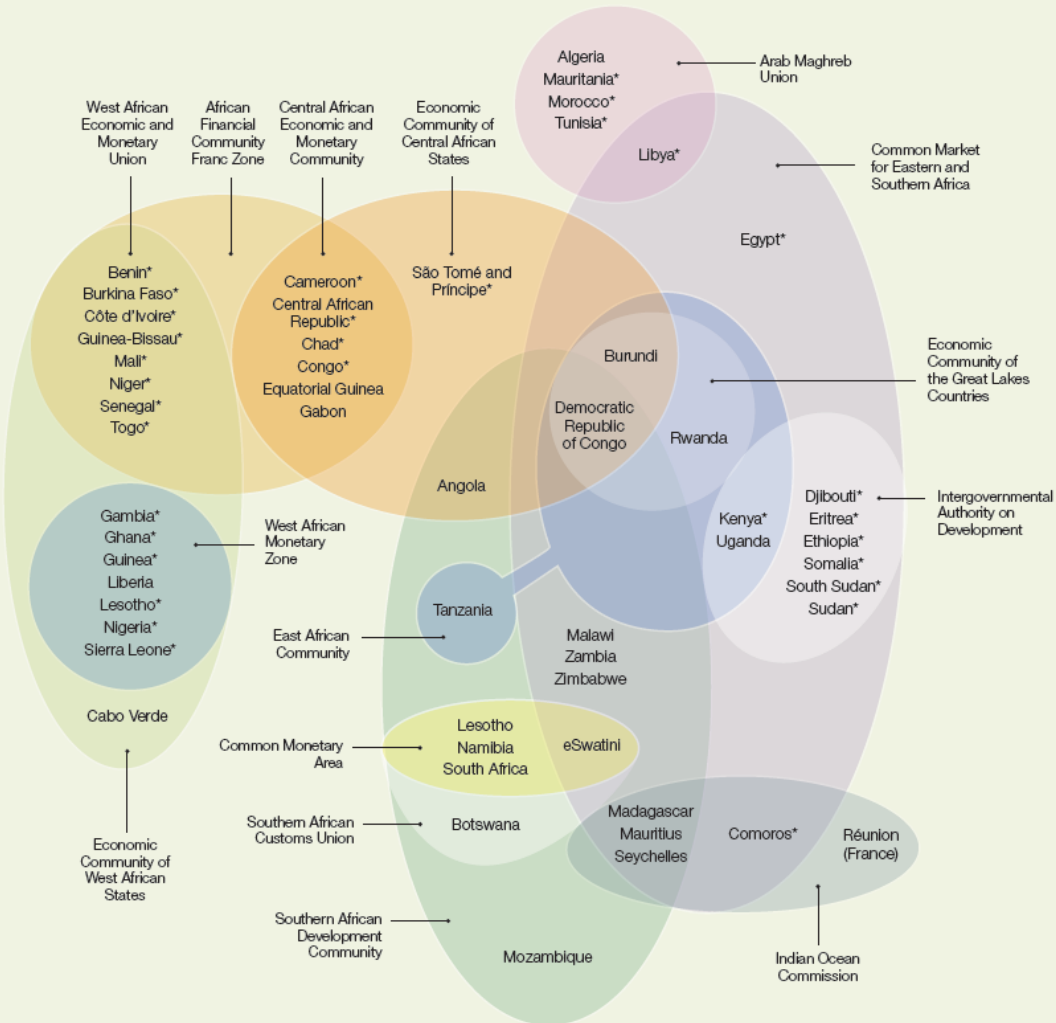 Algeria
Mauritania*
Morocco*
Tunisia*
Libya*
Arab Maghreb
Union
West African
Economic and
Monetary
Union
African
Financial
Community
Franc Zone
Central African
Economic and
Monetary
Community
Economic
Community of
Central African
States
Common Market
for Eastern and
Southern Africa
Egypt*
Benin*
Burkina Faso*
Côte d'Ivoire*
Guinea-Bissau*
Mali*
Niger*
Senegal*
Togo*
Cameroon*
Central African
Republic*
Chad*
Congo*
Equatorial Guinea
Gabon
São Tomé and
Príncipe*
Burundi
Democratic
Republic
of Congo
Rwanda
Economic
Community of
the Great Lakes
Countries
Angola
Kenya*
Uganda
Djibouti*
Eritrea*
Ethiopia*
Somalia*
South Sudan*
Sudan*
Intergovernmental
Authority on
Development
Gambia*
Ghana*
Guinea*
Liberia
Lesotho*
Nigeria*
Sierra Leone*
West African
Monetary
Zone
Tanzania
East African
Community
Malawi
Zambia
Zimbabwe
Cabo Verde
Common Monetary
Area
Lesotho
Namibia
South Africa
eSwatini
Southern African
Customs Union
Botswana
Madagascar
Mauritius
Seychelles
Comoros*
Réunion
(France)
Economic
Community of
West African
States
Southern African
Development
Community
Mozambique
Indian Ocean
Commission